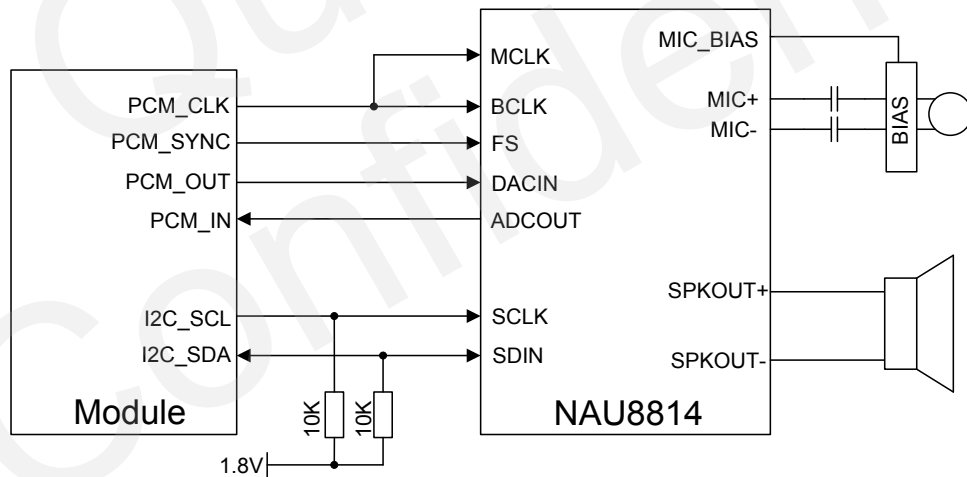 PCM_CLK
PCM_SYNC
PCM_OUT
PCM_IN
I2C_SCL
I2C_SDA
Module
10K
10K
1.8V
MCLK
BCLK
FS
DACIN
ADCOUT
SCLK
SDIN
MIC_BIAS
MIC+
MIC-
SPKOUT+
SPKOUT-
NAU8814
BIAS